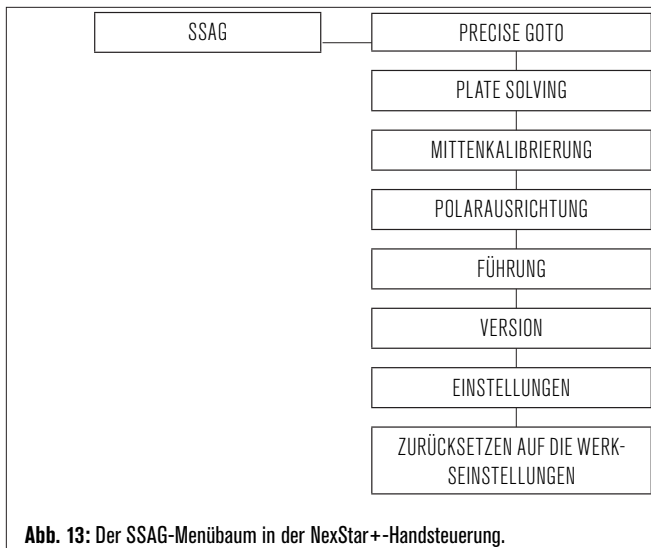 SSAG
PRECISE GOTO
PLATE SOLVING
MITTENKALIBRIERUNG
POLARAUSRICHTUNG
FÜHRUNG
VERSION
EINSTELLUNGEN
ZURÜCKSETZEN AUF DIE WERK-
SEINSTELLUNGEN
Abb. 13: Der SSAG-Menübaum in der NexStar+-Handsteuerung.